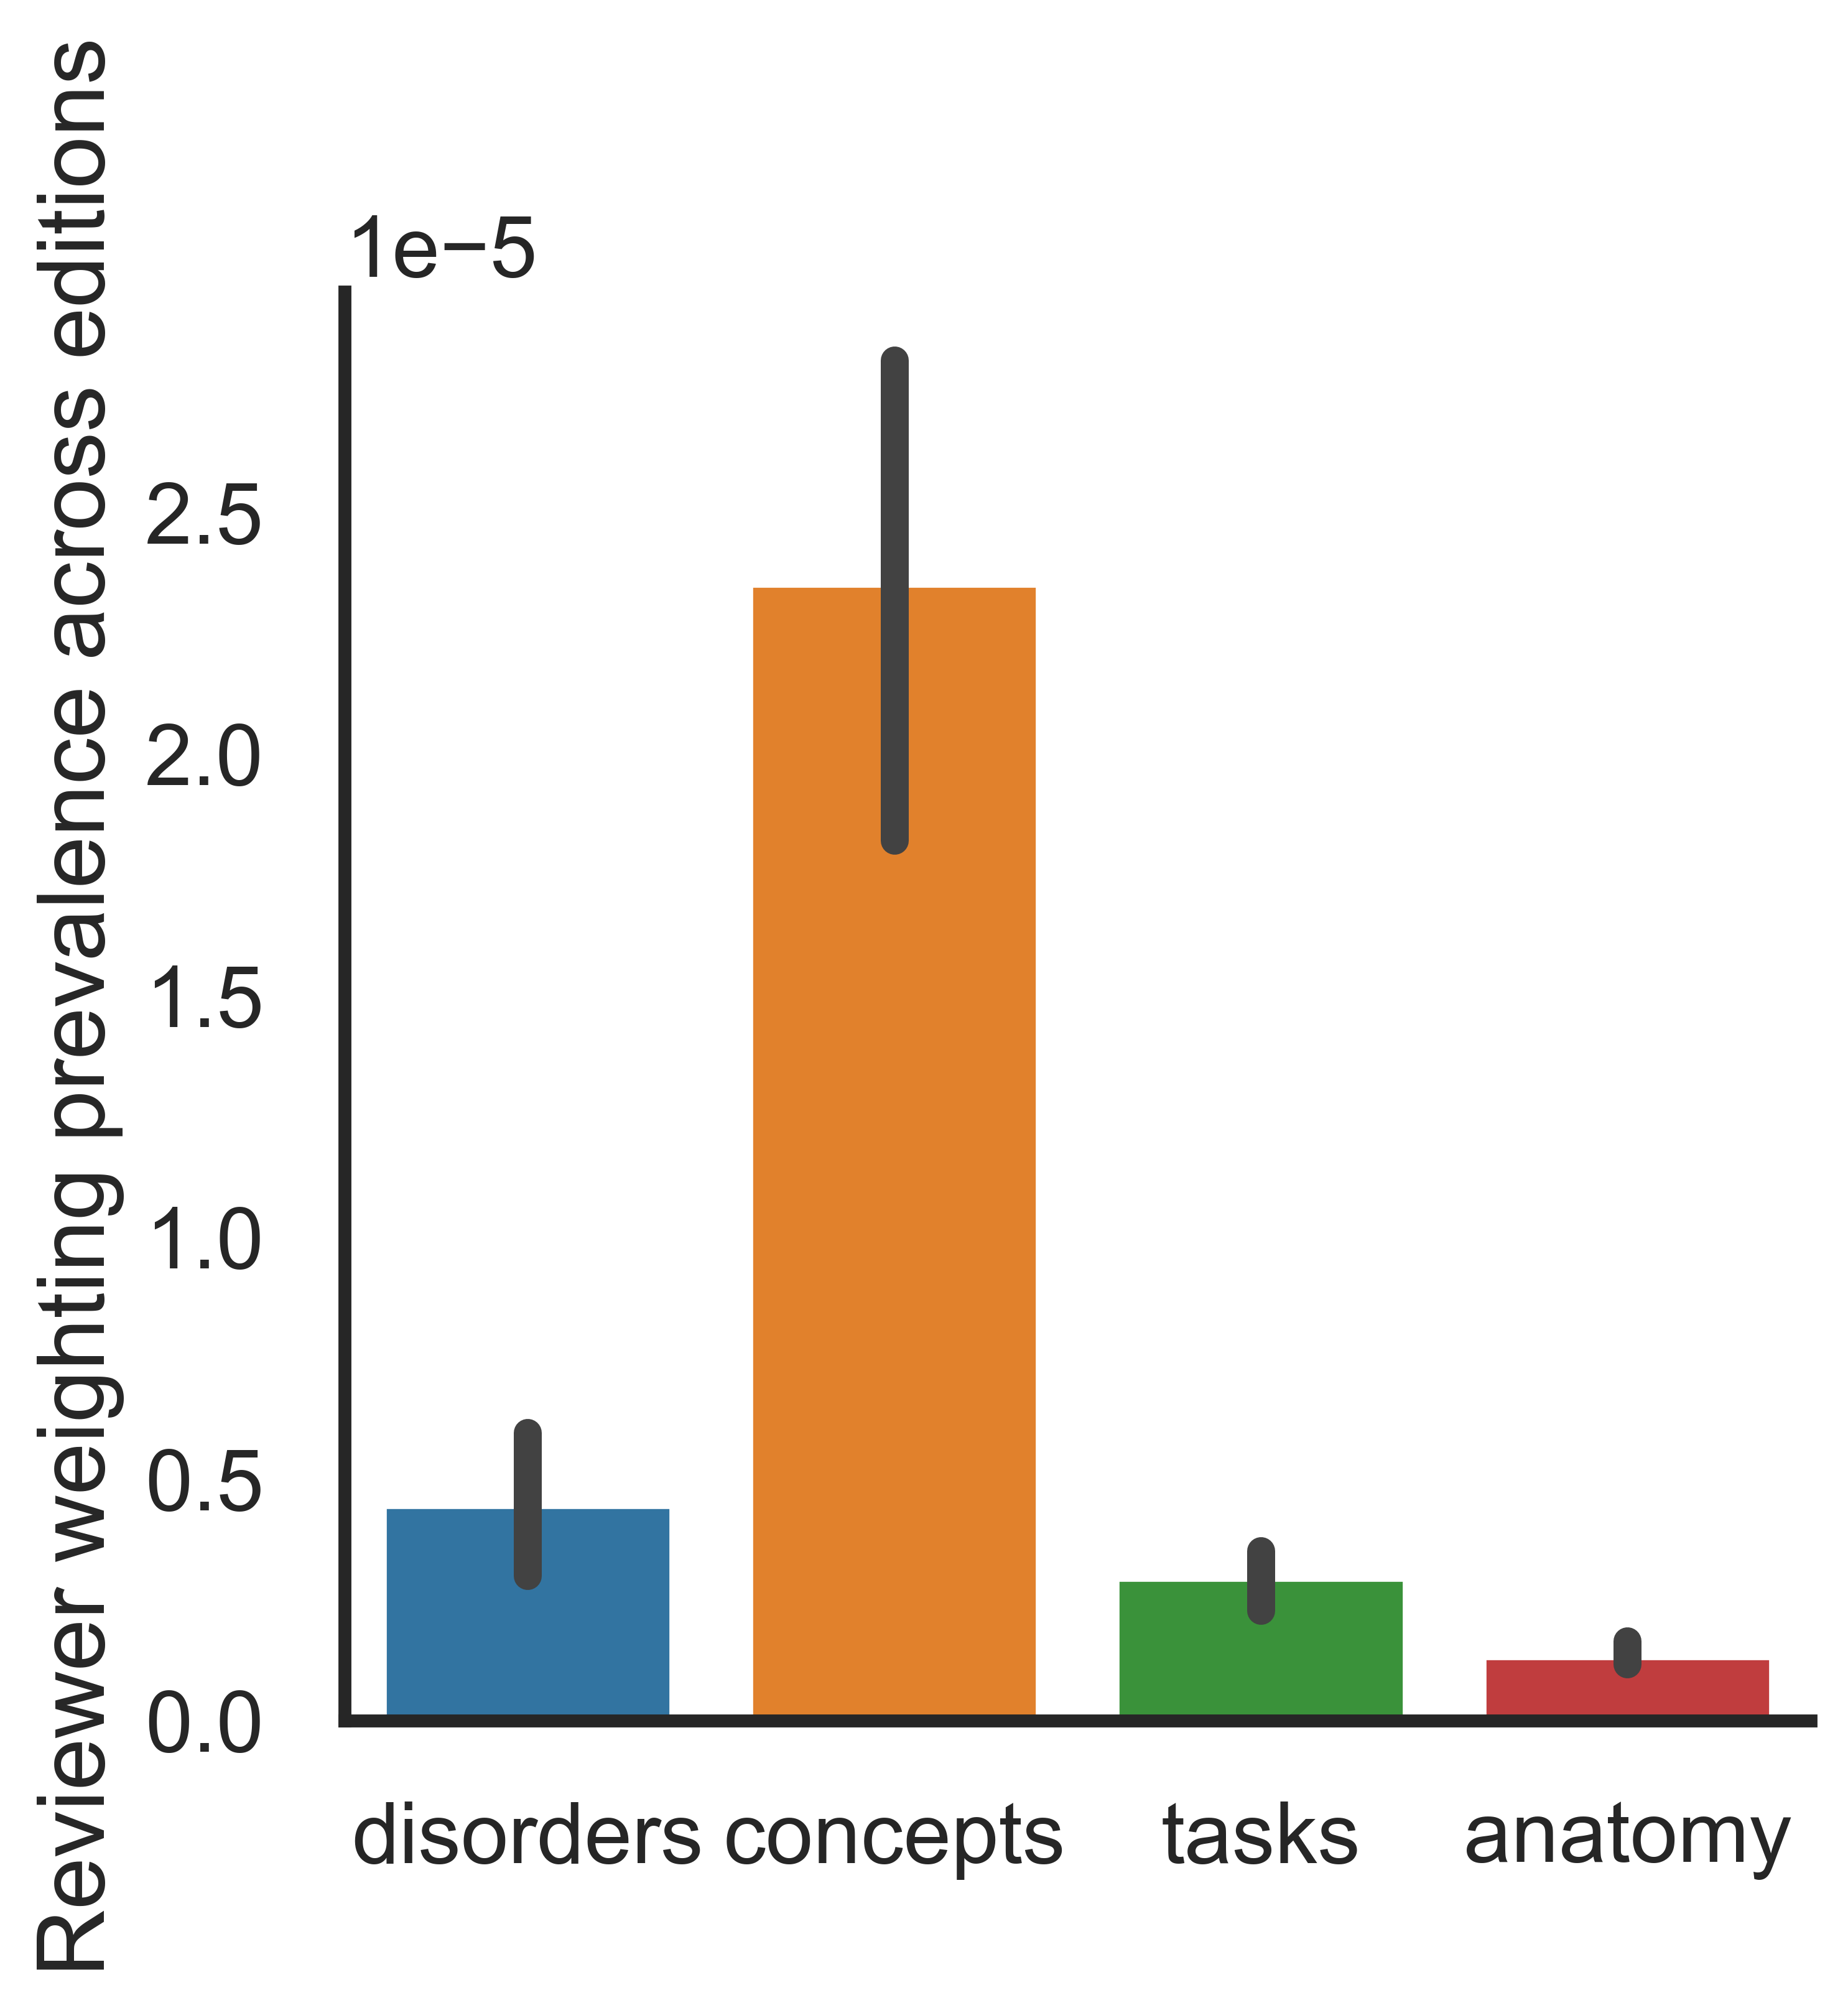 Reviewer weighting prevalence across editions
1e−5
2.5
2.0
1.5
1.0
0.5
0.0
disorders concepts tasks anatomy